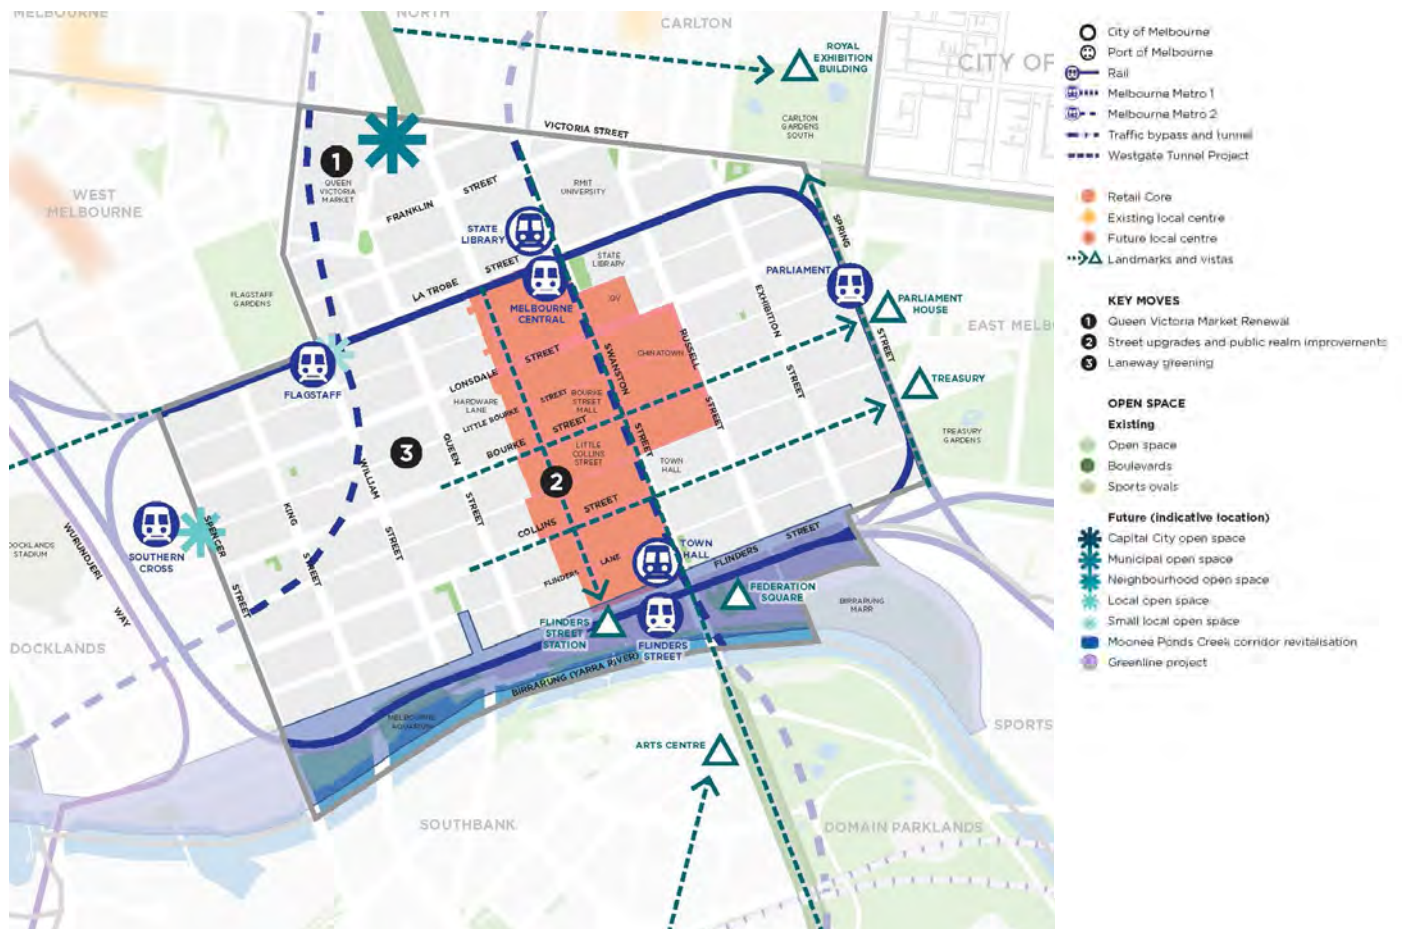 MELBOURNE
NORTH
CARLTON
CITY OF
ROYAL
EXHIBITION
BUILDING
CARLTON
GARDENS
SOUTH
VICTORIA STREET
1
QUEEN
VICTORIA
MARKET
WEST
MELBOURNE
FRANKLIN STREET
RMIT
UNIVERSITY
STATE
LIBRARY
STATE
LIBRARY
LA TROBE STREET
SPRING STREET
PARLIAMENT
PARLIAMENT
HOUSE
EAST MELB
FLAGSTAFF
GARDENS
MELBOURNE
CENTRAL
QV
EXHIBITION STREET
CHINATOWN
RUSSELL STREET
SWANSTON STREET
LONSDALE STREET
FLAGSTAFF
TREASURY
HARDWARE
LANE
LITTLE BOURKE STREET
BOURKE
STREET
MALL
BOURKE STREET
TREASURY
GARDENS
3
QUEEN STREET
WILLIAM STREET
KING STREET
LITTLE
COLLINS
STREET
TOWN
HALL
2
COLLINS STREET
SPENCER STREET
SOUTHERN
CROSS
DOCKLANDS
STADIUM
WURUNDJERI WAY
FLINDERS LANE
TOWN
HALL
FLINDERS STREET
FEDERATION
SQUARE
BIRRARUNG
MARR
FLINDERS
STREET
STATION
FLINDERS
STREET
BIRRARUNG (YARRA RIVER)
DOCKLANDS
MELBOURNE
AQUARIUM
ARTS CENTRE
SPORTS
SOUTHBANK
DOMAIN PARKLANDS
City of Melbourne
Port of Melbourne
Rail
Melbourne Metro 1
Melbourne Metro 2
Traffic bypass and tunnel
Westgate Tunnel Project
Retail Core
Existing local centre
Future local centre
Landmarks and vistas
KEY MOVES
1 Queen Victoria Market Renewal
2 Street upgrades and public realm improvements
3 Laneway greening
OPEN SPACE
Existing
Open space
Boulevards
Sports ovals
Future (indicative location)
Capital City open space
Municipal open space
Neighbourhood open space
Local open space
Small local open space
Moonee Ponds Creek corridor revitalisation
Greenline project